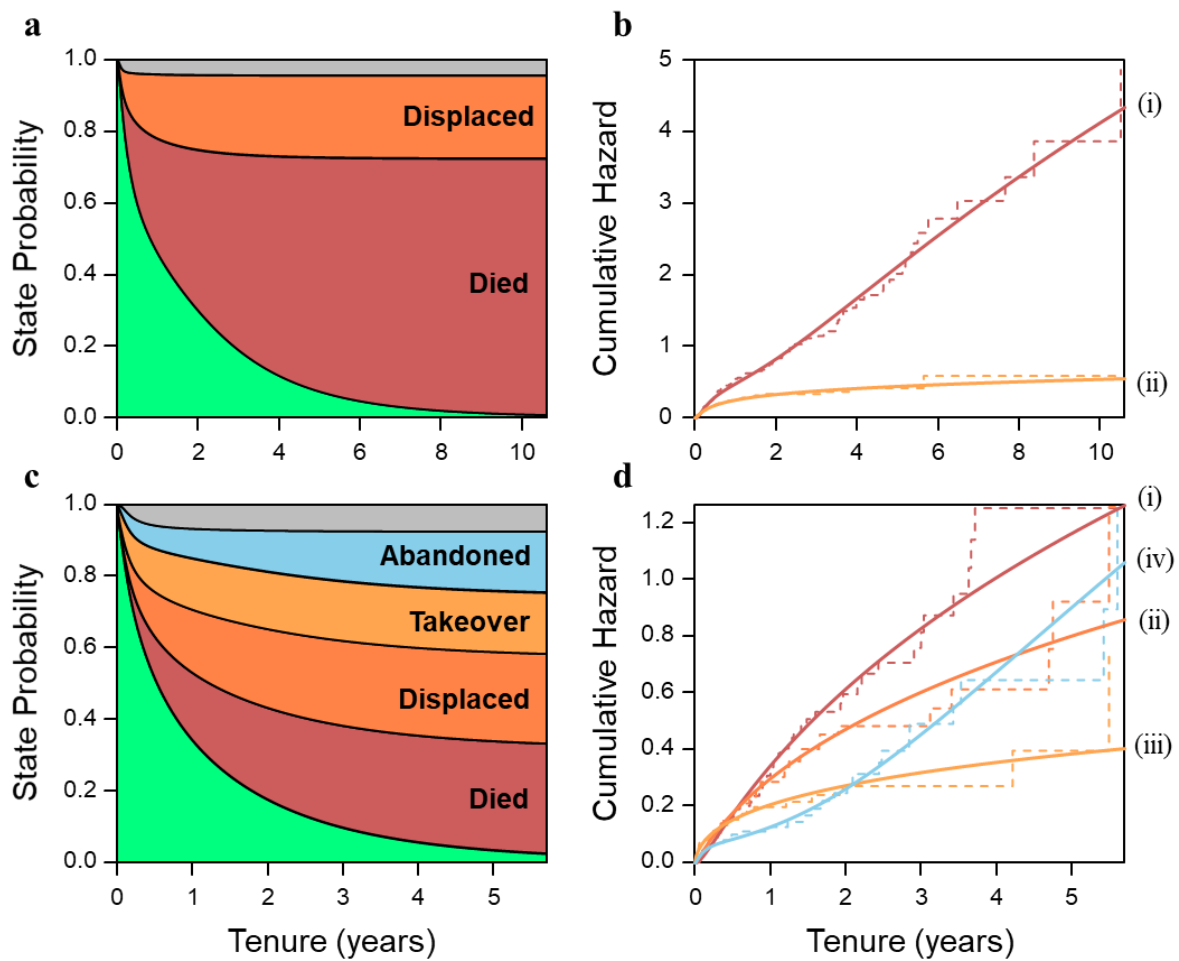 a
State Probability
1.0
0.8
0.6
0.4
0.2
0.0
Displaced
Died
0 2 4 6 8 10
b
Cumulative Hazard
5
4
3
2
1
0
(i)
(ii)
0 2 4 6 8 10
c
State Probability
1.0
0.8
0.6
0.4
0.2
0.0
Abandoned
Takeover
Displaced
Died
0 1 2 3 4 5
Tenure (years)
d
Cumulative Hazard
1.2
1.0
0.8
0.6
0.4
0.2
0.0
(i)
(iv)
(ii)
(iii)
0 1 2 3 4 5
Tenure (years)